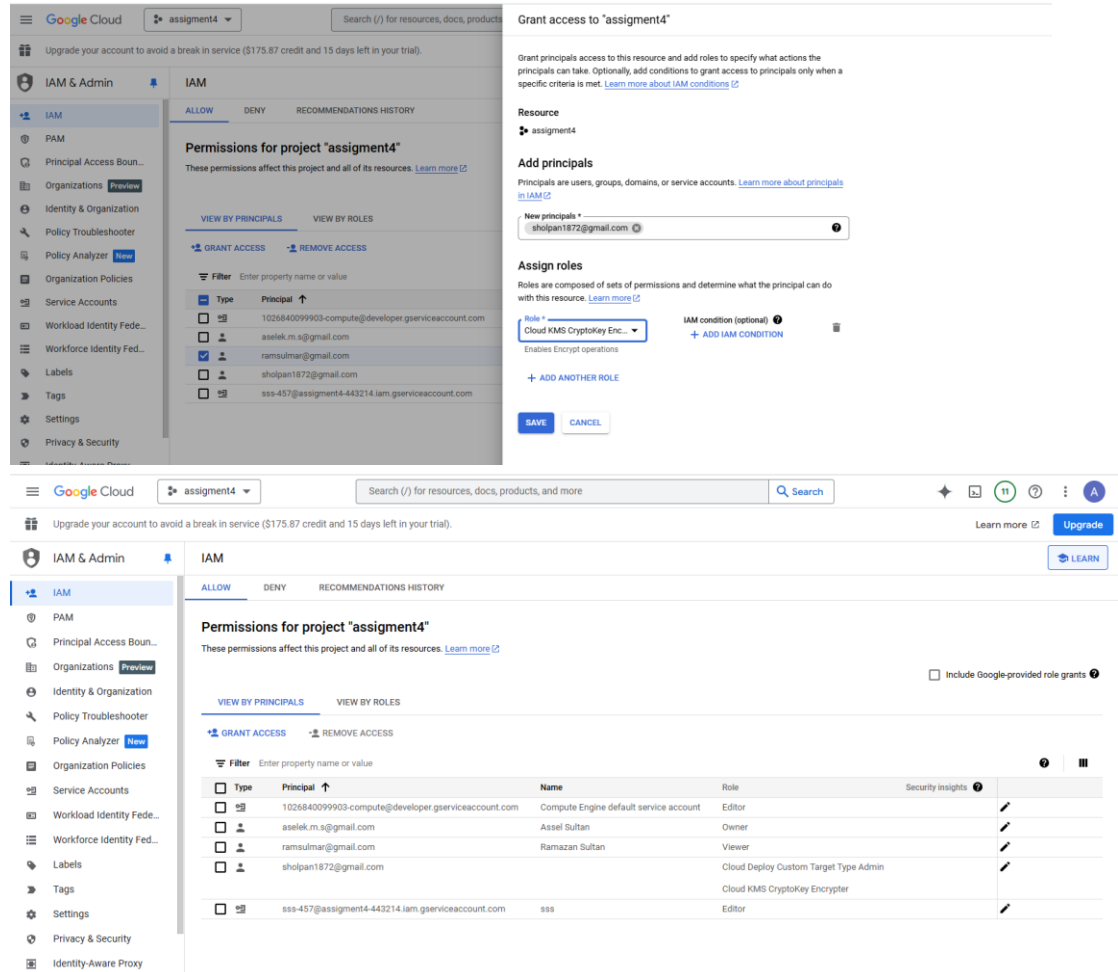 Google Cloud
assigment4
Search (/) for resources, docs, products
Upgrade your account to avoid a break in service ($175.87 credit and 15 days left in your trial).
IAM & Admin
IAM
PAM
Principal Access Boun...
Organizations Preview
Identity & Organization
Policy Troubleshooter
Policy Analyzer New
Organization Policies
Service Accounts
Workload Identity Fede...
Workforce Identity Fed...
Labels
Tags
Settings
Privacy & Security
Identity-Aware Proxy
IAM
ALLOW DENY RECOMMENDATIONS HISTORY
Permissions for project "assigment4"
These permissions affect this project and all of its resources. Learn more
VIEW BY PRINCIPALS VIEW BY ROLES
GRANT ACCESS REMOVE ACCESS
Filter Enter property name or value
Type Principal
1026840099903-compute@developer.gserviceaccount.com
aselek.m.s@gmail.com
ramsulmar@gmail.com
sholpan1872@gmail.com
sss-457@assigment4-443214.iam.gserviceaccount.com
Grant access to "assigment4"
Grant principals access to this resource and add roles to specify what actions the
principals can take. Optionally, add conditions to grant access to principals only when a
specific criteria is met. Learn more about IAM conditions
Resource
assigment4
Add principals
Principals are users, groups, domains, or service accounts. Learn more about principals
in IAM
New principals *
sholpan1872@gmail.com
Assign roles
Roles are composed of sets of permissions and determine what the principal can do
with this resource. Learn more
Role *
Cloud KMS CryptoKey Enc...
Enables Encrypt operations
IAM condition (optional)
+ ADD IAM CONDITION
+ ADD ANOTHER ROLE
SAVE CANCEL
Google Cloud
assigment4
Search (/) for resources, docs, products, and more
Search
11
A
Upgrade your account to avoid a break in service ($175.87 credit and 15 days left in your trial).
Learn more
Upgrade
IAM & Admin
IAM
PAM
Principal Access Boun...
Organizations Preview
Identity & Organization
Policy Troubleshooter
Policy Analyzer New
Organization Policies
Service Accounts
Workload Identity Fede...
Workforce Identity Fed...
Labels
Tags
Settings
Privacy & Security
Identity-Aware Proxy
IAM
LEARN
ALLOW DENY RECOMMENDATIONS HISTORY
Permissions for project "assigment4"
These permissions affect this project and all of its resources. Learn more
Include Google-provided role grants
VIEW BY PRINCIPALS VIEW BY ROLES
GRANT ACCESS REMOVE ACCESS
Filter Enter property name or value
Type Principal Name Role Security insights
1026840099903-compute@developer.gserviceaccount.com Compute Engine default service account Editor
aselek.m.s@gmail.com Assel Sultan Owner
ramsulmar@gmail.com Ramazan Sultan Viewer
sholpan1872@gmail.com Cloud Deploy Custom Target Type Admin
Cloud KMS CryptoKey Encrypter
sss-457@assigment4-443214.iam.gserviceaccount.com sss Editor